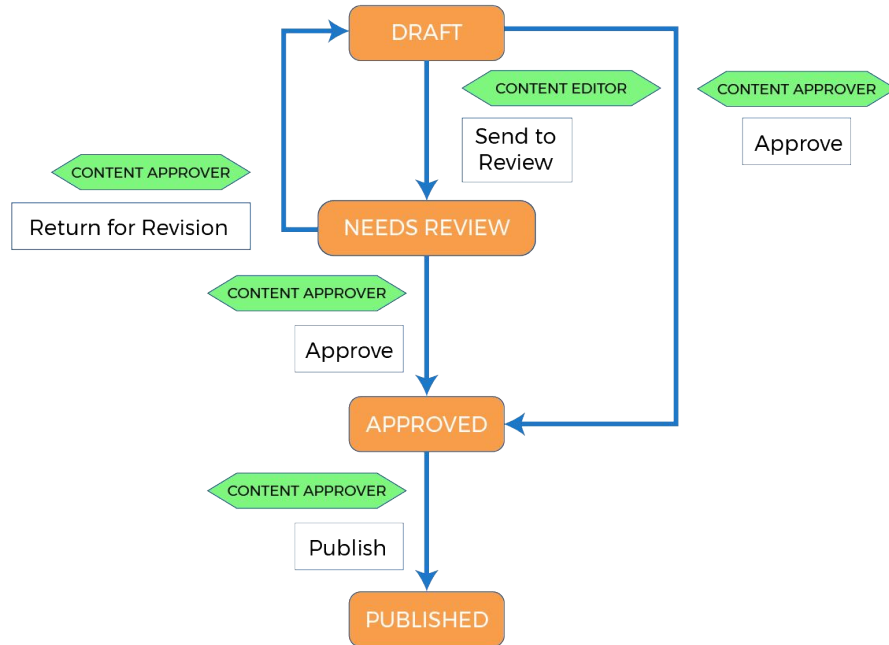 DRAFT
CONTENT EDITOR
CONTENT APPROVER
Send to
Review
Approve
CONTENT APPROVER
Return for Revision
NEEDS REVIEW
CONTENT APPROVER
Approve
APPROVED
CONTENT APPROVER
Publish
PUBLISHED